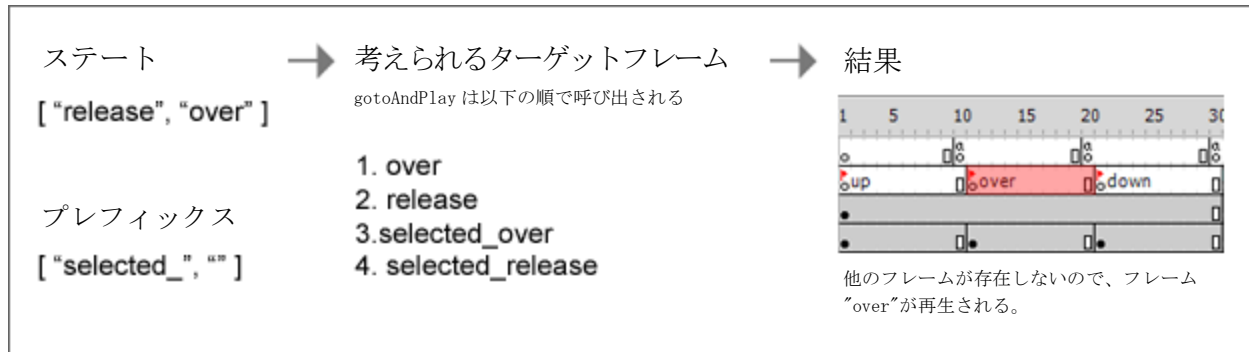 ステート
[ “release”, “over” ]
プレフィックス
[ “selected_”, “” ]
考えられるターゲットフレーム
gotoAndPlay は以下の順で呼び出される
1. over
2. release
3.selected_over
4. selected_release
結果
1 5 10 15 20 25 30
a a a
up over down
他のフレームが存在しないので、フレーム
"over"が再生される。